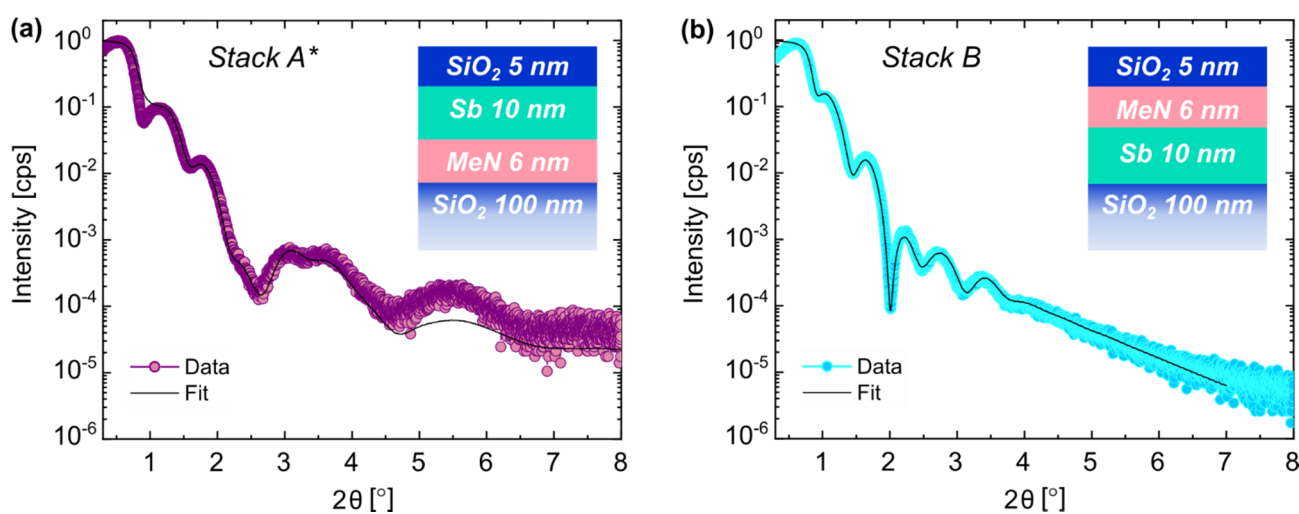 (a)
Stack A*
SiO₂ 5 nm
Sb 10 nm
MeN 6 nm
SiO₂ 100 nm
Data
Fit
Intensity [cps]
10⁰
10⁻¹
10⁻²
10⁻³
10⁻⁴
10⁻⁵
10⁻⁶
1 2 3 4 5 6 7 8
2θ [°]
(b)
Stack B
SiO₂ 5 nm
MeN 6 nm
Sb 10 nm
SiO₂ 100 nm
Data
Fit
Intensity [cps]
10⁰
10⁻¹
10⁻²
10⁻³
10⁻⁴
10⁻⁵
10⁻⁶
1 2 3 4 5 6 7 8
2θ [°]